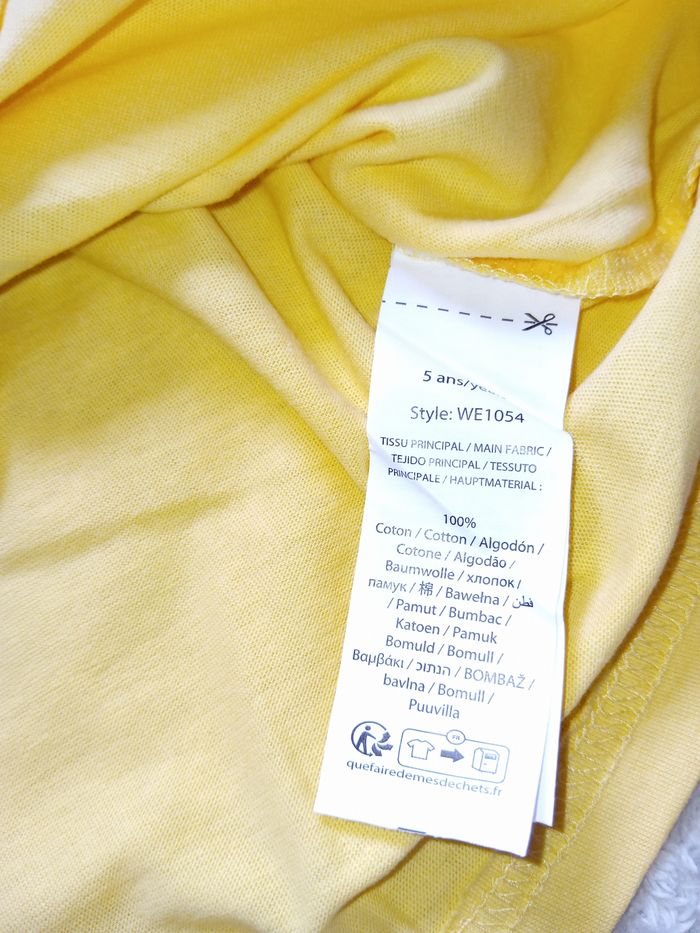 5 ans/
Style: WE1054
TISSU PRINCIPAL / MAIN FABRIC /
TEJIDO PRINCIPAL / TESSUTO
PRINCIPALE / HAUPTMATERIAL :
100%
Coton / Cotton / Algodón /
Cotone / Algodão /
Baumwolle / хлопок /
памук / 棉 / Bawełna / قطن
/ Pamut / Bumbac /
Katoen / Pamuk
Bomuld / Bomull /
Βαμβάκι / הנתוכ / BOMBAŽ /
bavlna / Bomull /
Puuvilla
FR
quefairedemesdechets.fr